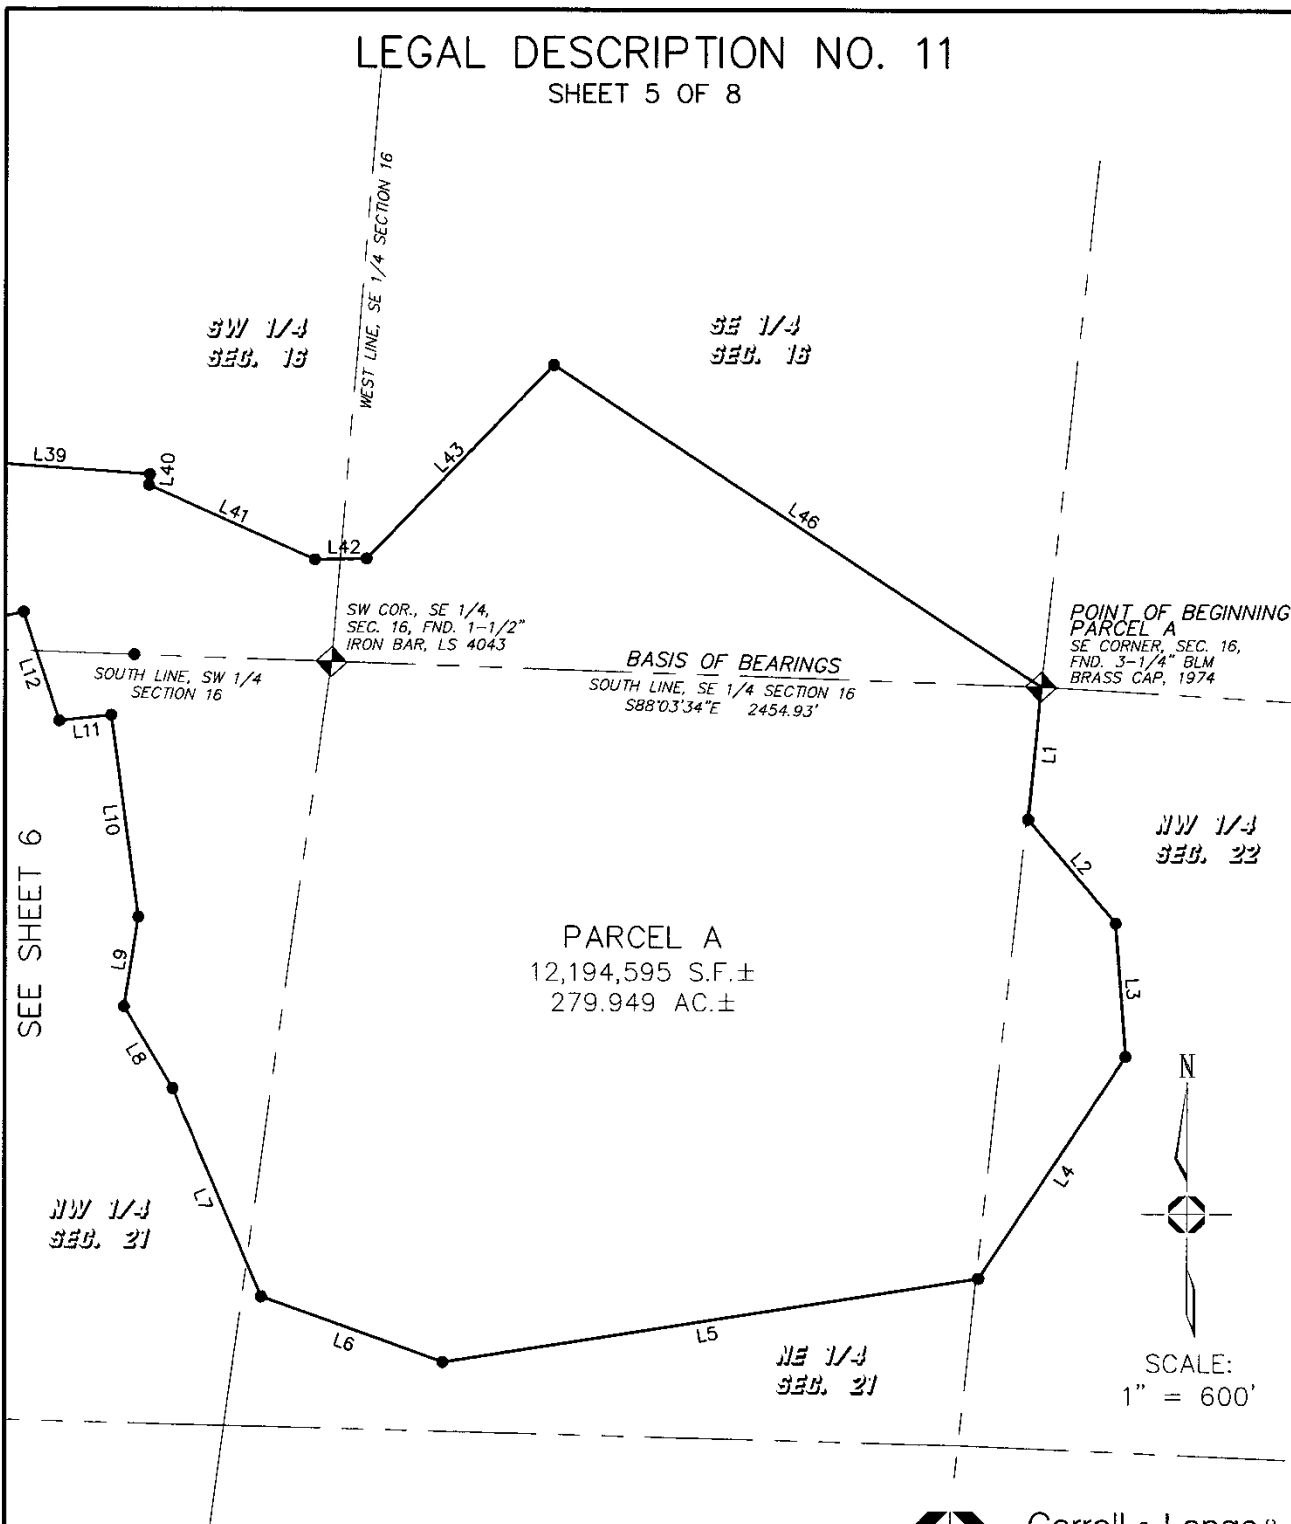 LEGAL DESCRIPTION NO. 11
SHEET 5 OF 8
WEST LINE, SE 1/4 SECTION 16
SW 1/4
SEC. 16
SE 1/4
SEC. 16
L39
L40
L41
L42
L43
L46
SW COR., SE 1/4,
SEC. 16, FND. 1-1/2"
IRON BAR, LS 4043
POINT OF BEGINNING
PARCEL A
SE CORNER, SEC. 16,
FND. 3-1/4" BLM
BRASS CAP, 1974
BASIS OF BEARINGS
SOUTH LINE, SE 1/4 SECTION 16
S88°03'34"E 2454.93'
SOUTH LINE, SW 1/4
SECTION 16
L12
L11
L10
L1
L2
NW 1/4
SEC. 22
SEE SHEET 6
PARCEL A
12,194,595 S.F.±
279.949 AC.±
L9
L8
L3
N
L4
L7
NW 1/4
SEC. 21
L6
L5
NE 1/4
SEC. 21
SCALE:
1" = 600'